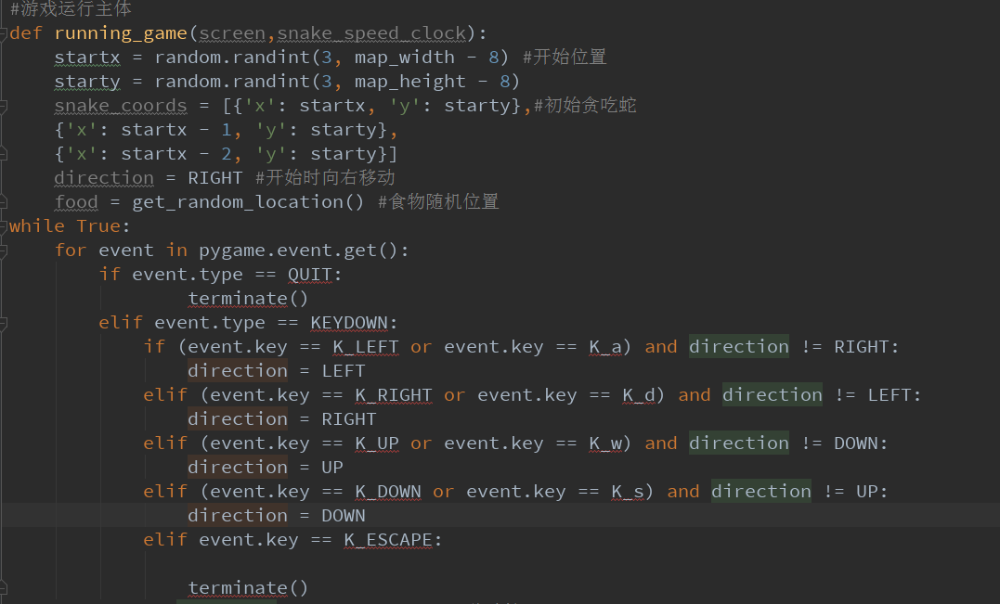 #游戏运行主体
def running_game(screen,snake_speed_clock):
    startx = random.randint(3, map_width - 8) #开始位置
    starty = random.randint(3, map_height - 8)
    snake_coords = [{'x': startx, 'y': starty},#初始贪吃蛇
    {'x': startx - 1, 'y': starty},
    {'x': startx - 2, 'y': starty}]
    direction = RIGHT #开始时向右移动
    food = get_random_location() #食物随机位置
while True:
    for event in pygame.event.get():
        if event.type == QUIT:
                terminate()
        elif event.type == KEYDOWN:
            if (event.key == K_LEFT or event.key == K_a) and direction != RIGHT:
                direction = LEFT
            elif (event.key == K_RIGHT or event.key == K_d) and direction != LEFT:
                direction = RIGHT
            elif (event.key == K_UP or event.key == K_w) and direction != DOWN:
                direction = UP
            elif (event.key == K_DOWN or event.key == K_s) and direction != UP:
                direction = DOWN
            elif event.key == K_ESCAPE:
                terminate()